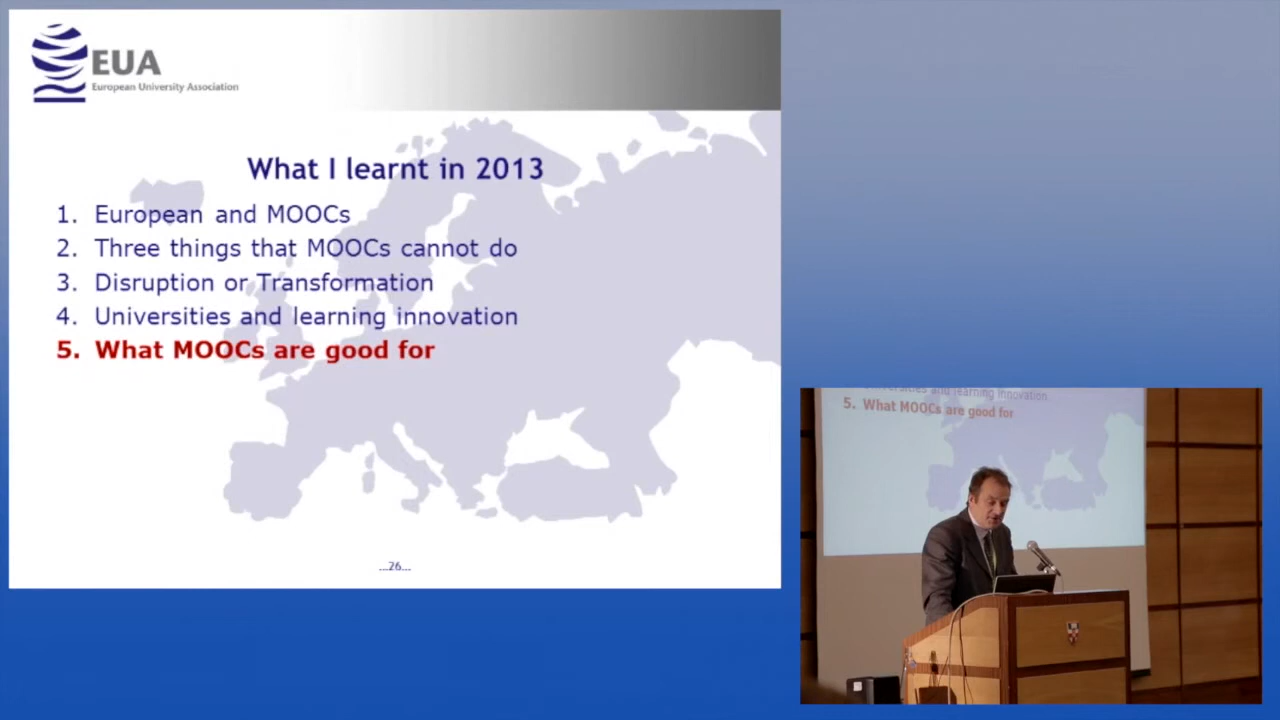 EUA
European University Association
What I learnt in 2013
1. European and MOOCs
2. Three things that MOOCs cannot do
3. Disruption or Transformation
4. Universities and learning innovation
5. What MOOCs are good for
...26...
Universities and learning innovation
5. What MOOCs are good for